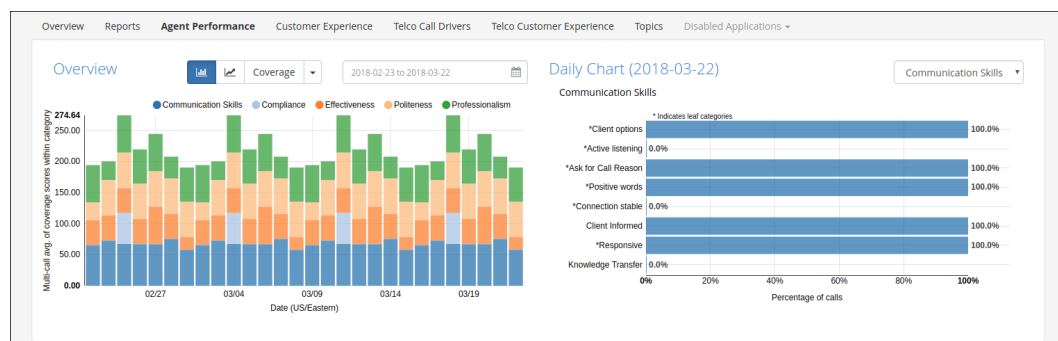 Overview Reports Agent Performance Customer Experience Telco Call Drivers Telco Customer Experience Topics Disabled Applications
Overview
Coverage
2018-02-23 to 2018-03-22
Communication Skills Compliance Effectiveness Politeness Professionalism
Multi-call avg. of coverage scores within category
274.64
250.00
200.00
150.00
100.00
50.00
0.00
02/27 03/04 03/09 03/14 03/19
Date (US/Eastern)
Daily Chart (2018-03-22)
Communication Skills
Communication Skills
* Indicates leaf categories
*Client options 100.0%
*Active listening 0.0%
*Ask for Call Reason 100.0%
*Positive words 100.0%
*Connection stable 0.0%
Client Informed 100.0%
*Responsive 100.0%
Knowledge Transfer 0.0%
0% 20% 40% 60% 80% 100%
Percentage of calls